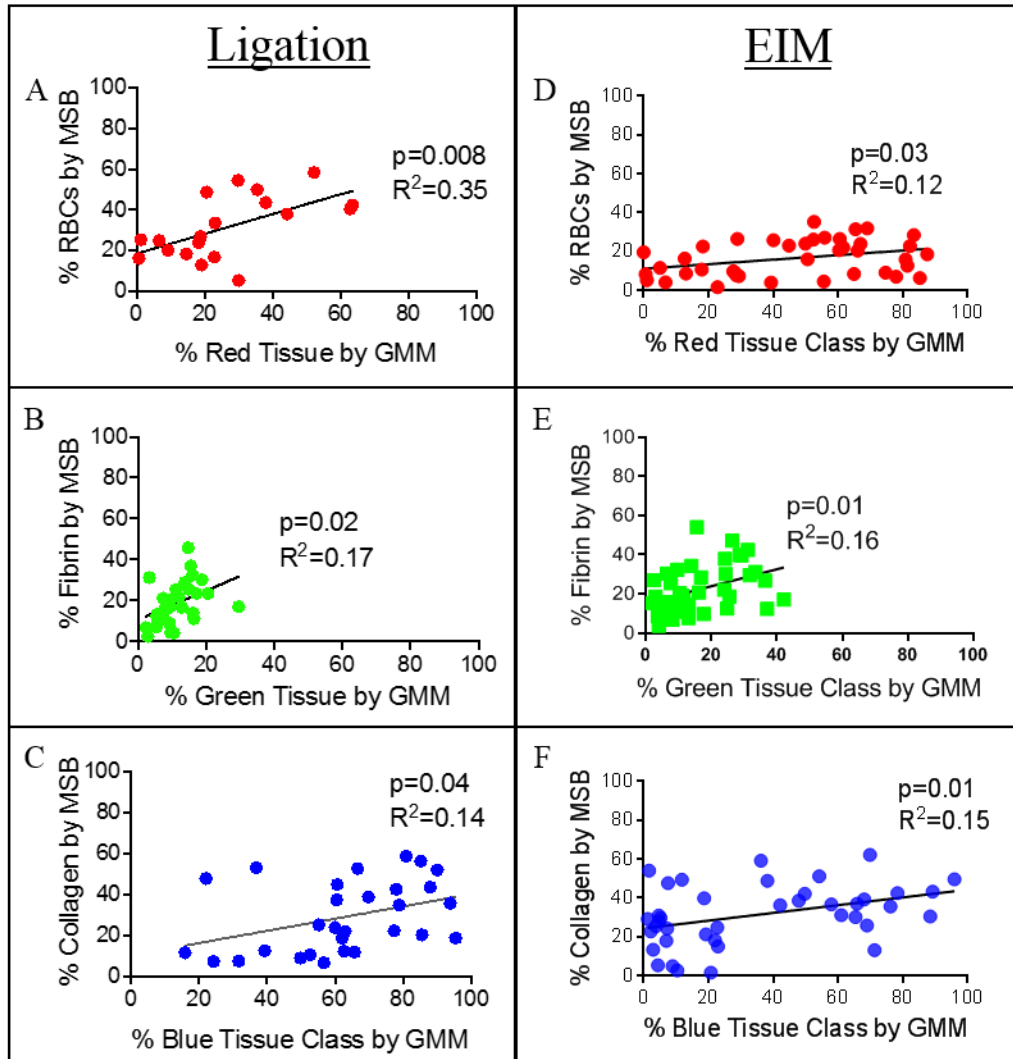 Ligation
A
% RBCs by MSB
100
80
60
40
20
0
p=0.008
R²=0.35
0 20 40 60 80 100
% Red Tissue by GMM
B
% Fibrin by MSB
100
80
60
40
20
0
p=0.02
R²=0.17
0 20 40 60 80 100
% Green Tissue by GMM
C
% Collagen by MSB
100
80
60
40
20
0
p=0.04
R²=0.14
0 20 40 60 80 100
% Blue Tissue Class by GMM
EIM
D
% RBCs by MSB
100
80
60
40
20
0
p=0.03
R²=0.12
0 20 40 60 80 100
% Red Tissue Class by GMM
E
% Fibrin by MSB
100
80
60
40
20
0
p=0.01
R²=0.16
0 20 40 60 80 100
% Green Tissue Class by GMM
F
% Collagen by MSB
100
80
60
40
20
0
p=0.01
R²=0.15
0 20 40 60 80 100
% Blue Tissue Class by GMM